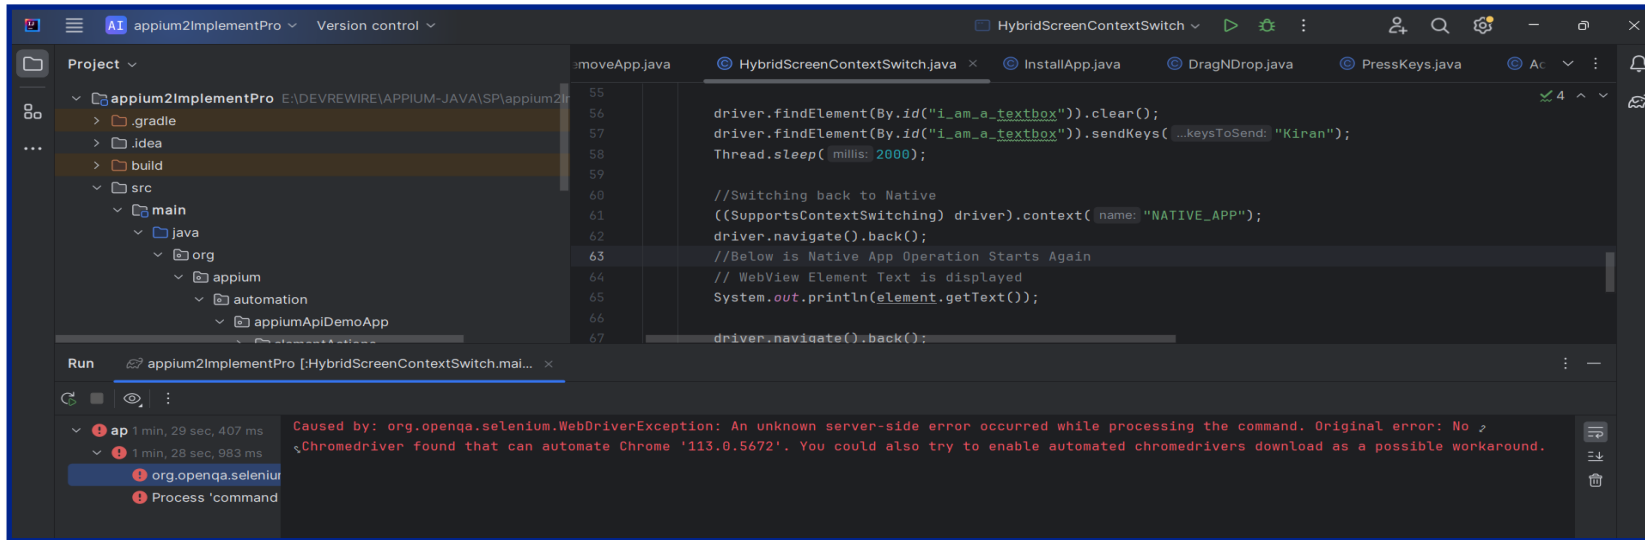 AI appium2ImplementPro Version control HybridScreenContextSwitch
Project
emoveApp.java HybridScreenContextSwitch.java InstallApp.java DragNDrop.java PressKeys.java Ac
appium2ImplementPro E:\DEVREWIRE\APPIUM-JAVA\SP\appium2I
.gradle
.idea
build
src
main
java
org
appium
automation
appiumApiDemoApp
elementActions
4
55
56 driver.findElement(By.id("i_am_a_textbox")).clear();
57 driver.findElement(By.id("i_am_a_textbox")).sendKeys( ...keysToSend: "Kiran");
58 Thread.sleep( millis: 2000);
59
60 //Switching back to Native
61 ((SupportsContextSwitching) driver).context( name: "NATIVE_APP");
62 driver.navigate().back();
63 //Below is Native App Operation Starts Again
64 // WebView Element Text is displayed
65 System.out.println(element.getText());
66
67 driver.navigate().back();
Run appium2ImplementPro [:HybridScreenContextSwitch.mai...
ap 1 min, 29 sec, 407 ms
1 min, 28 sec, 983 ms
org.openqa.seleniur
Process 'command
Caused by: org.openqa.selenium.WebDriverException: An unknown server-side error occurred while processing the command. Original error: No
Chromedriver found that can automate Chrome '113.0.5672'. You could also try to enable automated chromedrivers download as a possible workaround.